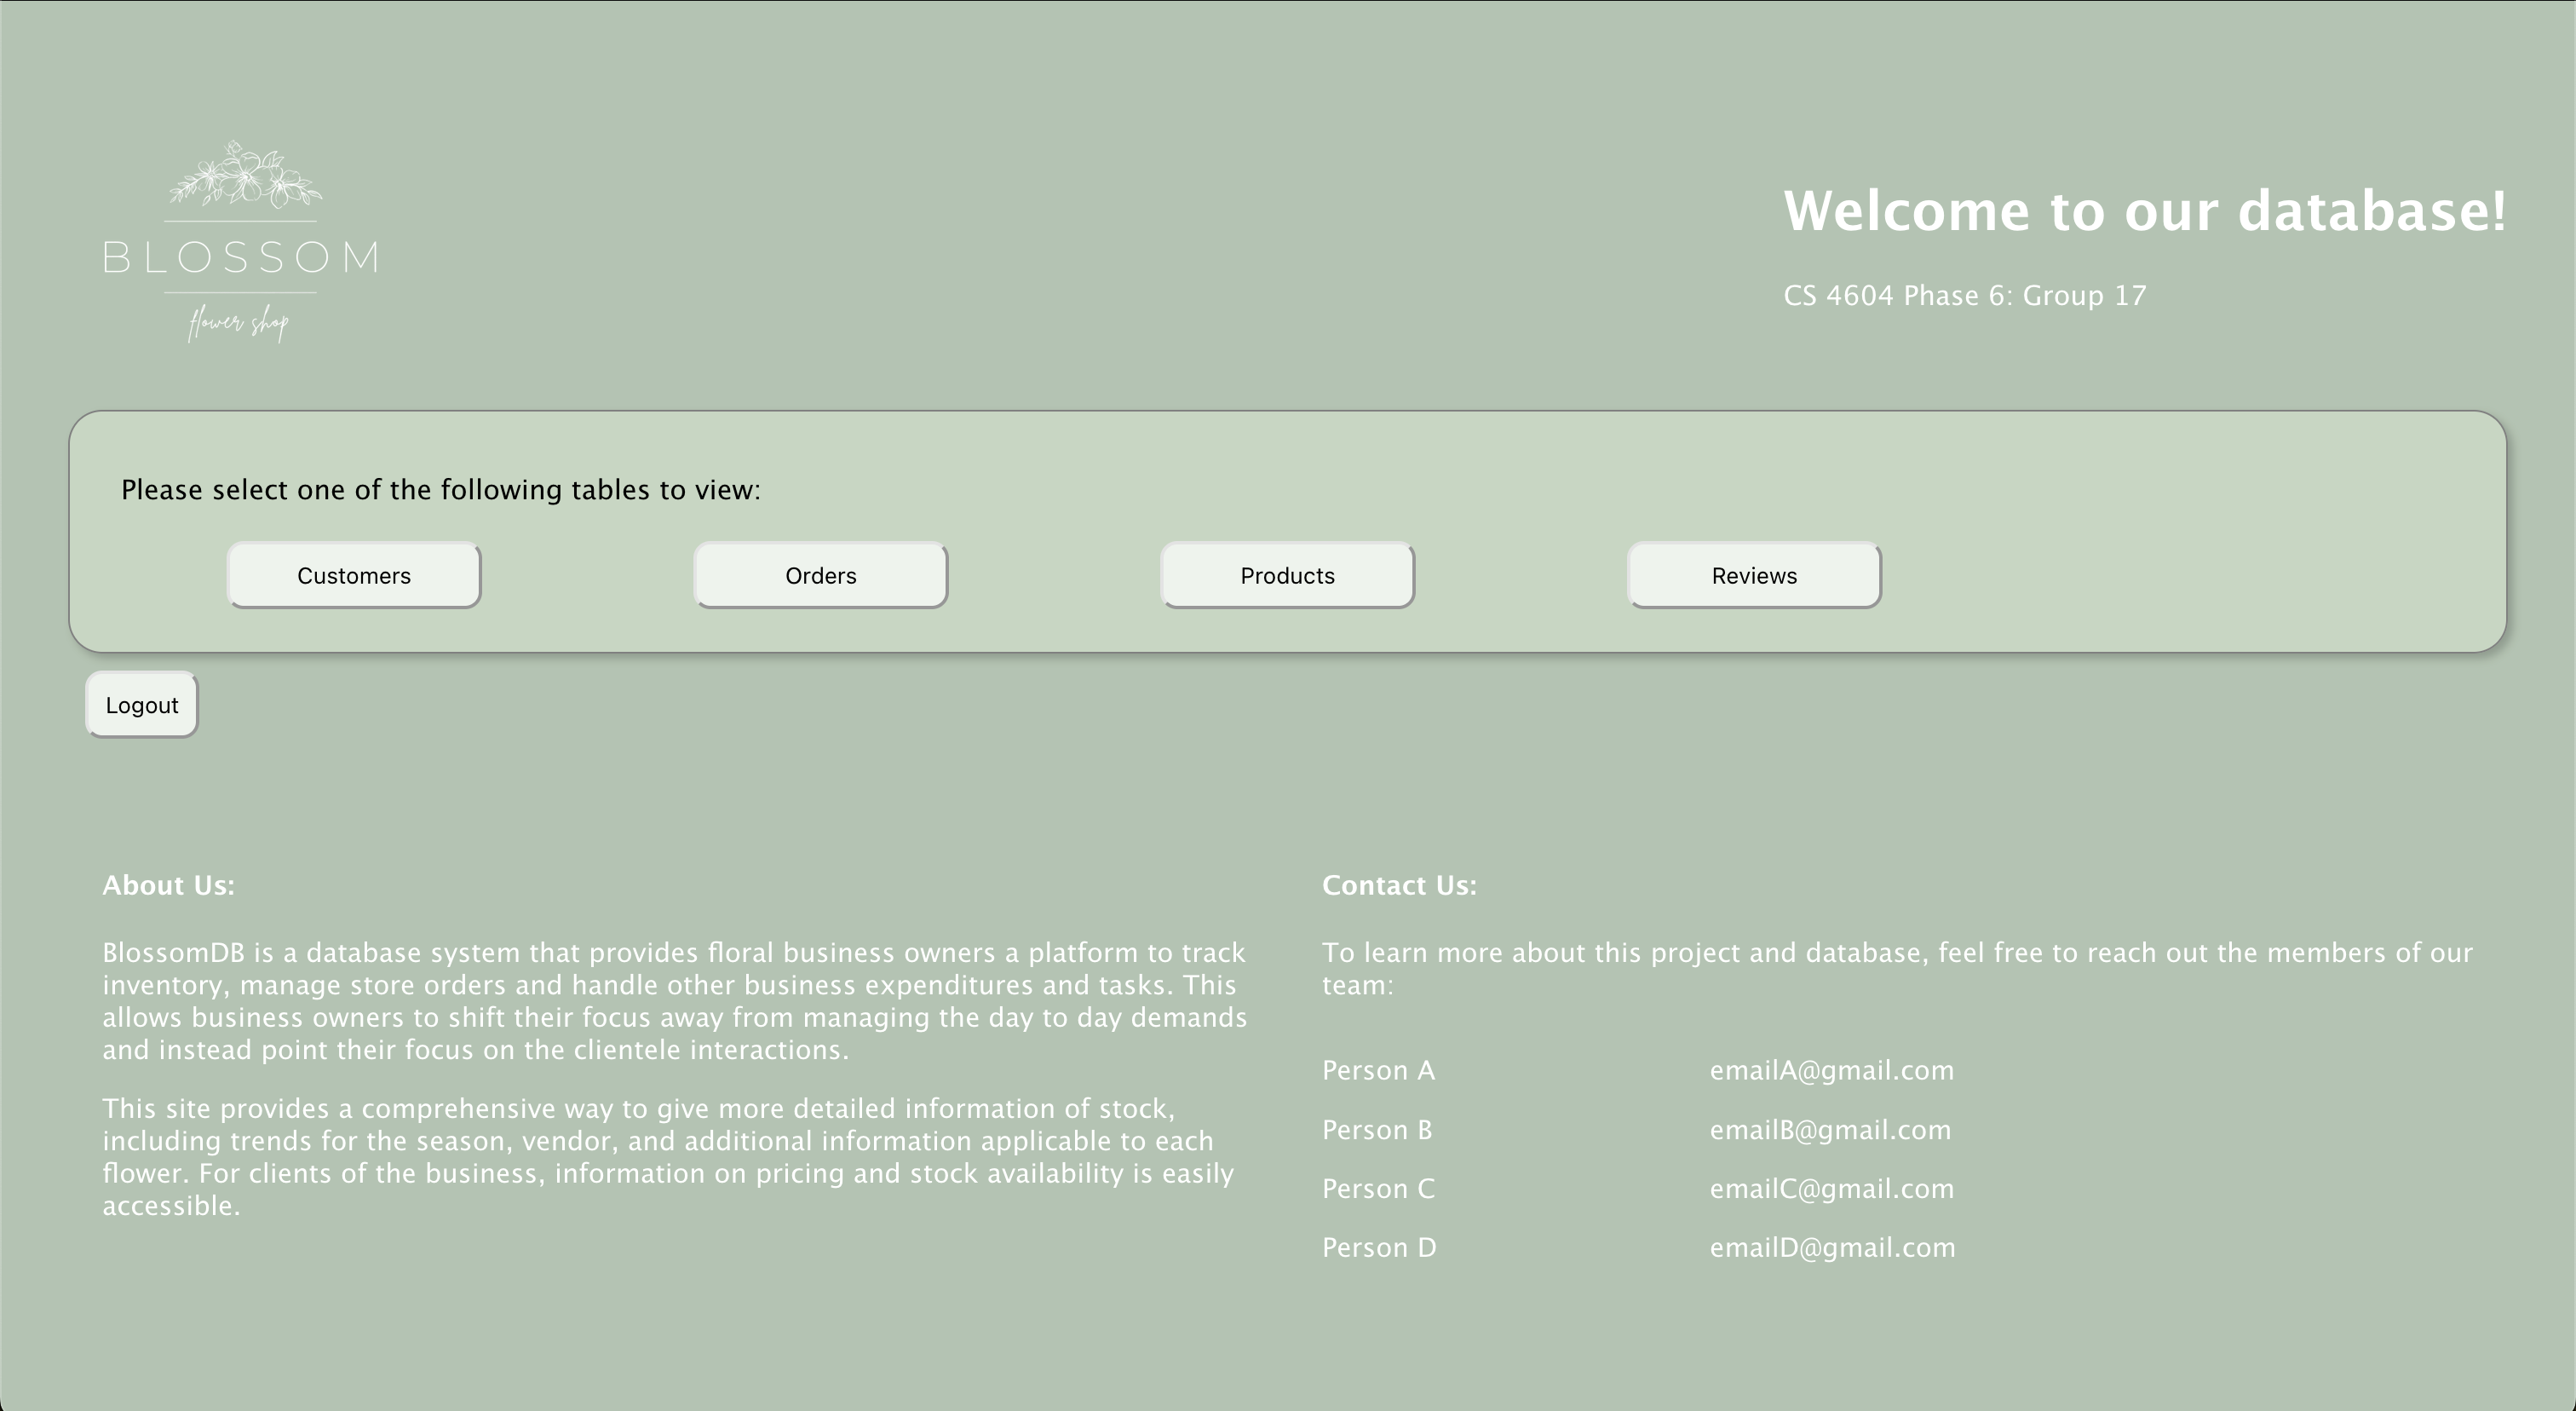 BLOSSOM
flower shop
Welcome to our database!
CS 4604 Phase 6: Group 17
Please select one of the following tables to view:
Customers
Orders
Products
Reviews
Logout
About Us:
BlossomDB is a database system that provides floral business owners a platform to track
inventory, manage store orders and handle other business expenditures and tasks. This
allows business owners to shift their focus away from managing the day to day demands
and instead point their focus on the clientele interactions.
This site provides a comprehensive way to give more detailed information of stock,
including trends for the season, vendor, and additional information applicable to each
flower. For clients of the business, information on pricing and stock availability is easily
accessible.
Contact Us:
To learn more about this project and database, feel free to reach out the members of our
team:
Person A emailA@gmail.com
Person B emailB@gmail.com
Person C emailC@gmail.com
Person D emailD@gmail.com